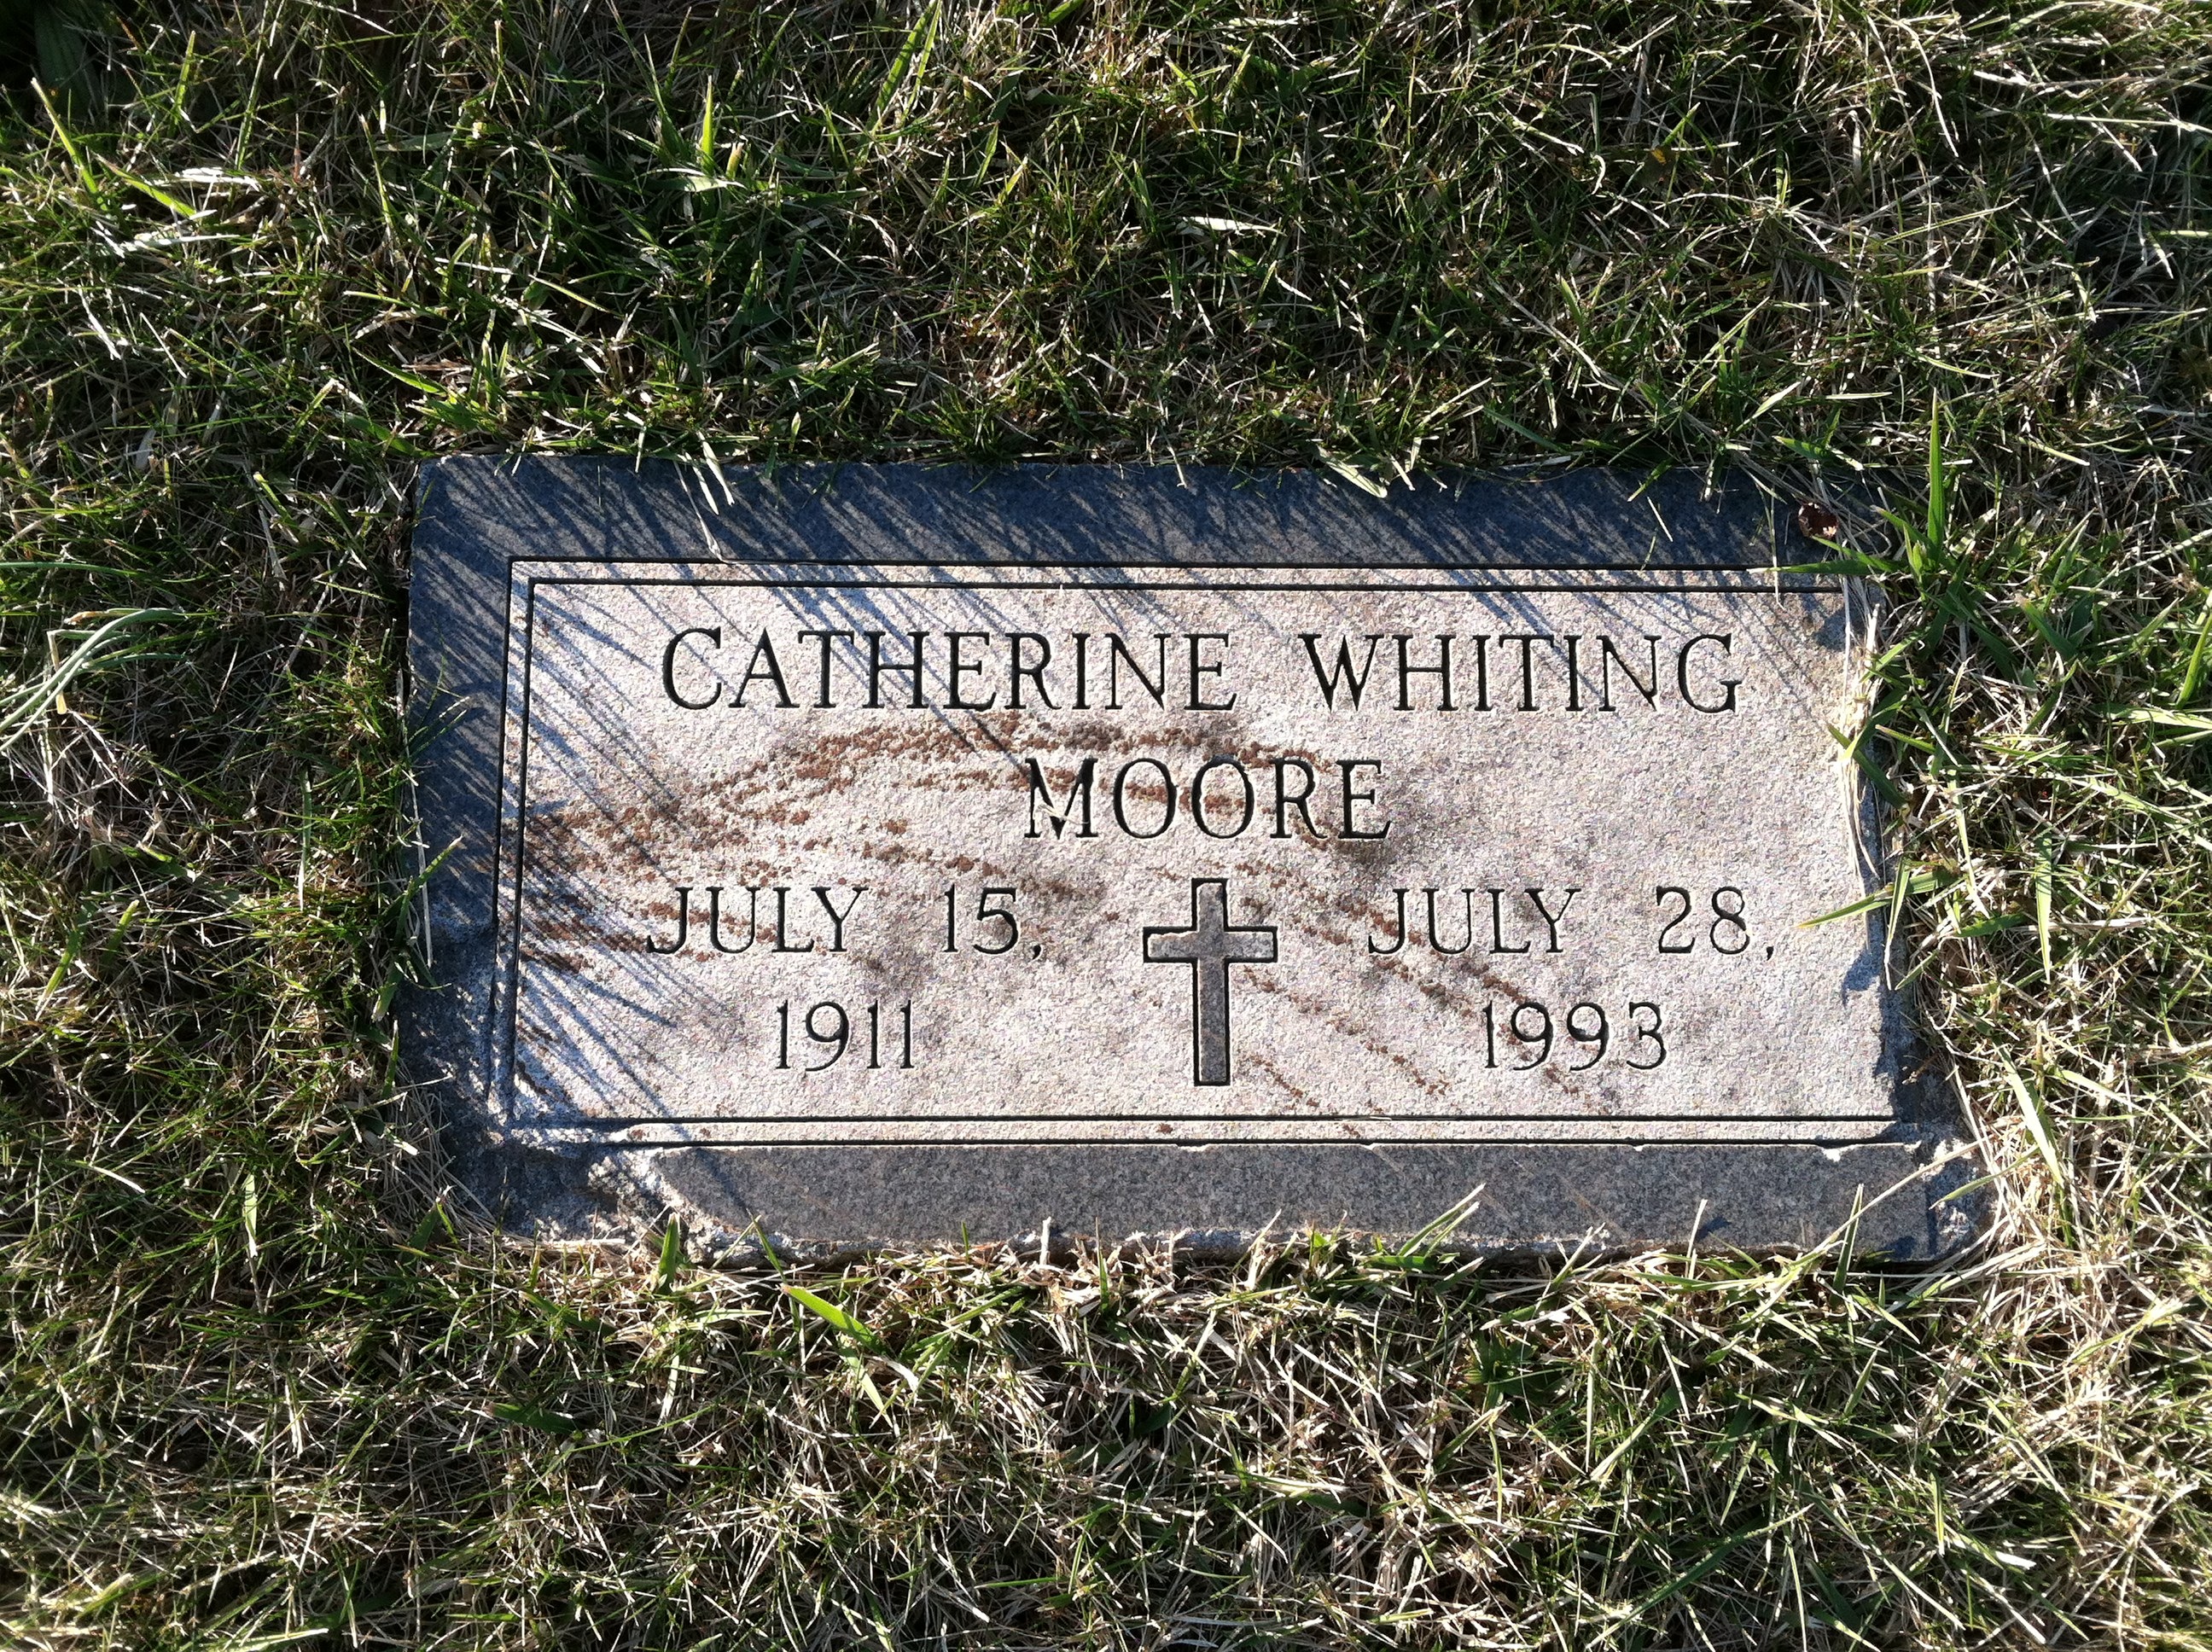 CATHERINE WHITING
MOORE
JULY 15, JULY 28,
1911 1993